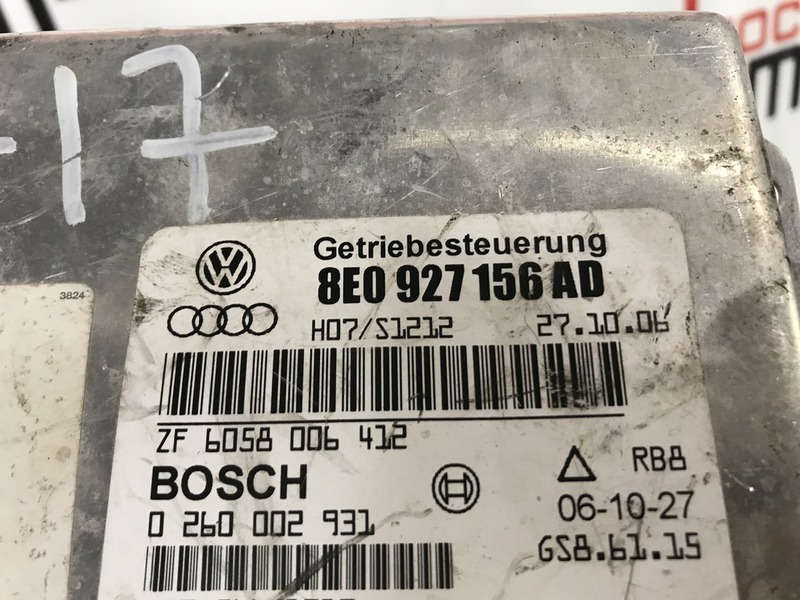 -17
3824
Getriebesteuerung
8E0 927 156 AD
H07/S1212 27.10.06
ZF 6058 006 412
BOSCH
RB8
0 260 002 931
06-10-27
GS8.61.15